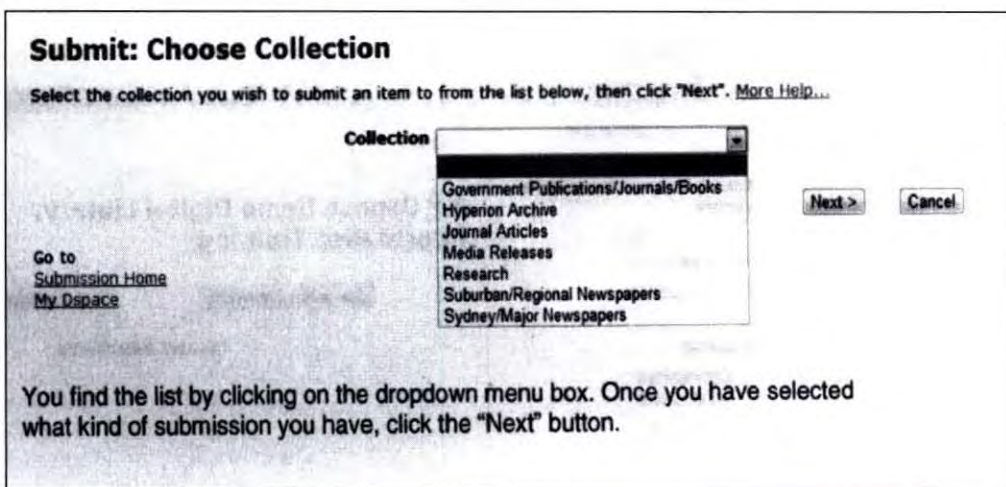 Submit: Choose Collection
Select the collection you wish to submit an item to from the list below, then click "Next". More Help...
Collection
Government Publications/Journals/Books
Hyperion Archive
Journal Articles
Media Releases
Research
Suburban/Regional Newspapers
Sydney/Major Newspapers
Next >
Cancel
Go to
Submission Home
My Dspace
You find the list by clicking on the dropdown menu box. Once you have selected
what kind of submission you have, click the "Next" button.